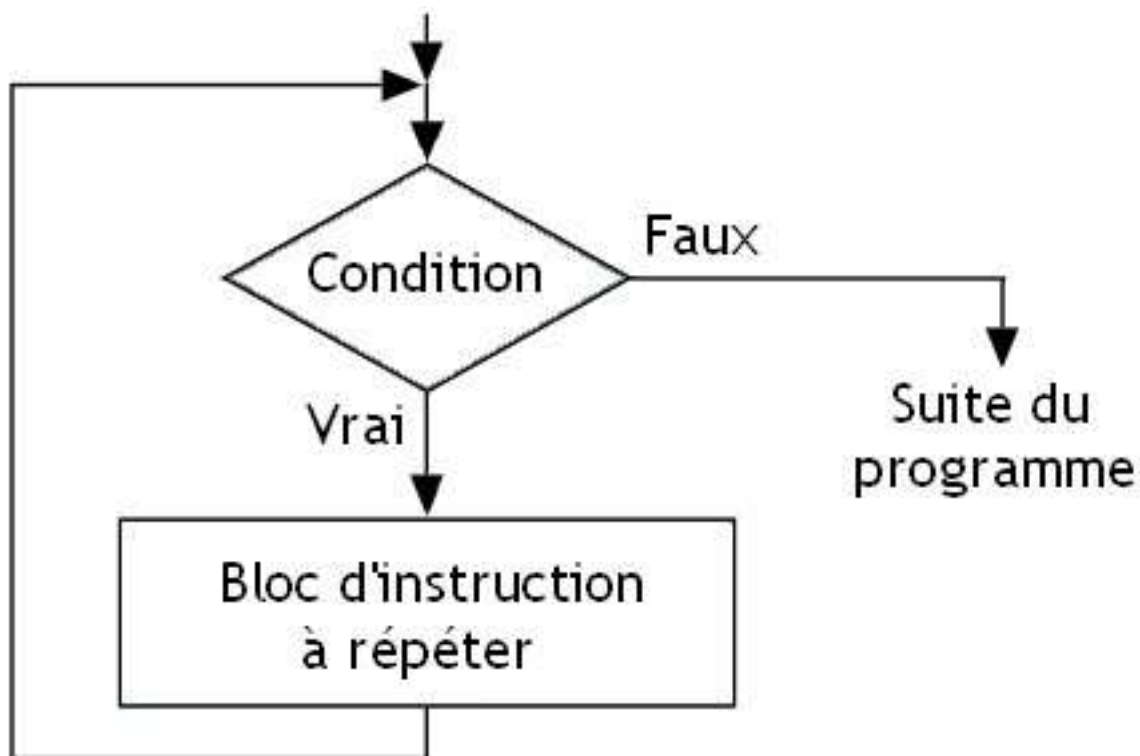 Condition
Faux
Vrai
Suite du
programme
Bloc d'instruction
à répéter